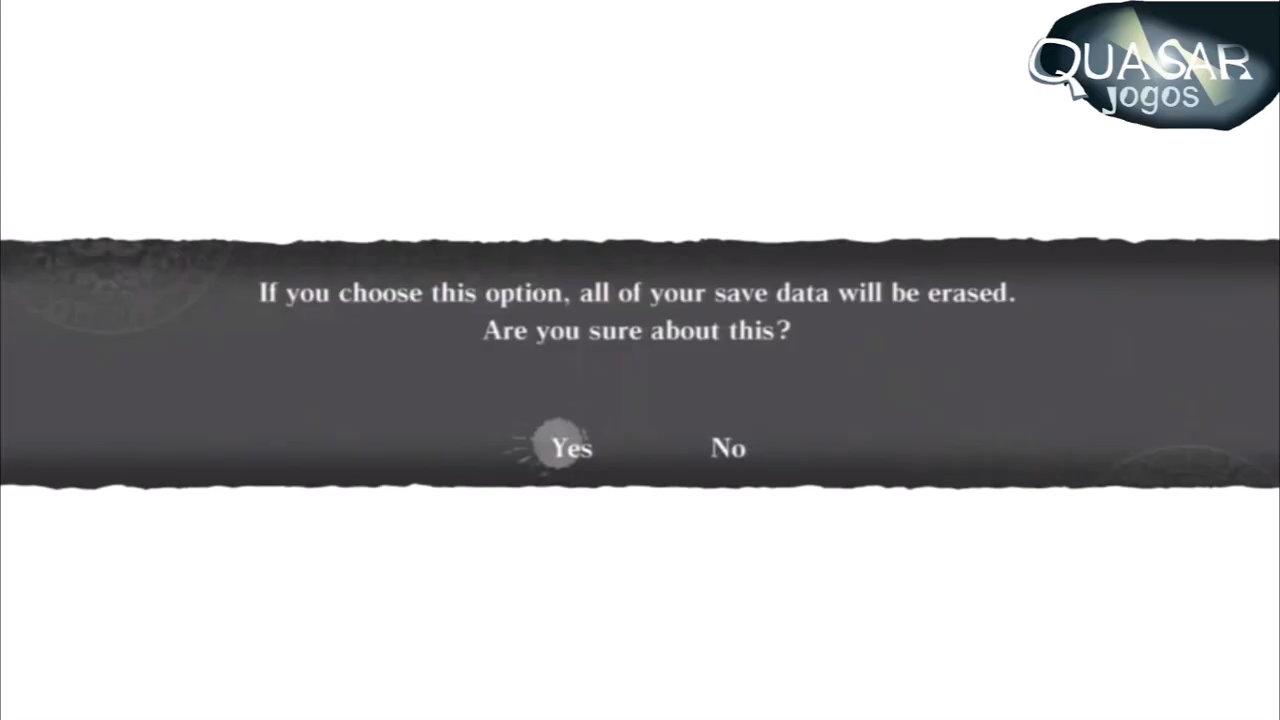 QUASAR
jogos
If you choose this option, all of your save data will be erased.
Are you sure about this?
Yes No